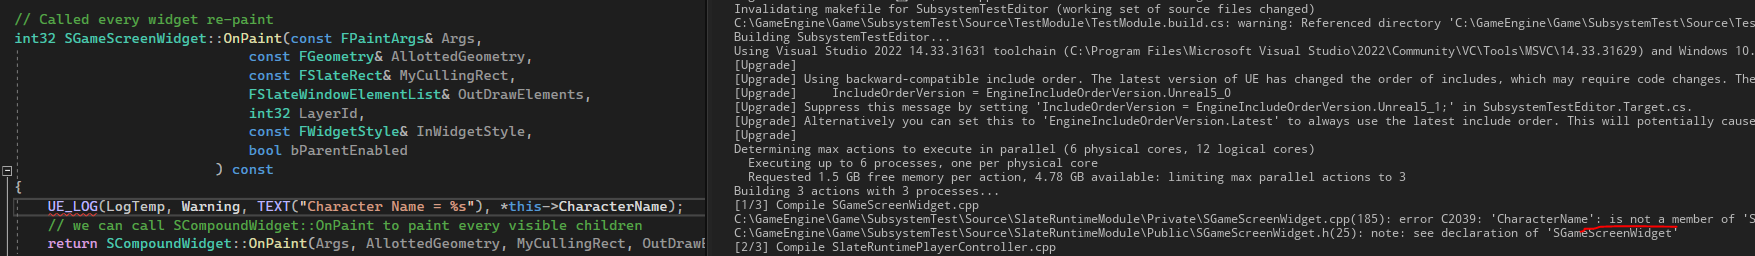 // Called every widget re-paint
int32 SGameScreenWidget::OnPaint(const FPaintArgs& Args,
const FGeometry& AllottedGeometry,
const FSlateRect& MyCullingRect,
FSlateWindowElementList& OutDrawElements,
int32 LayerId,
const FWidgetStyle& InWidgetStyle,
bool bParentEnabled
) const
{
UE_LOG(LogTemp, Warning, TEXT("Character Name = %s"), *this->CharacterName);
// we can call SCompoundWidget::OnPaint to paint every visible children
return SCompoundWidget::OnPaint(Args, AllottedGeometry, MyCullingRect, OutDrawE
Invalidating makefile for SubsystemTestEditor (working set of source files changed)
C:\GameEngine\Game\SubsystemTest\Source\TestModule\TestModule.build.cs: warning: Referenced directory 'C:\GameEngine\Game\SubsystemTest\Source\Tes
Building SubsystemTestEditor...
Using Visual Studio 2022 14.33.31631 toolchain (C:\Program Files\Microsoft Visual Studio\2022\Community\VC\Tools\MSVC\14.33.31629) and Windows 10.
[Upgrade]
[Upgrade] Using backward-compatible include order. The latest version of UE has changed the order of includes, which may require code changes. The
[Upgrade] IncludeOrderVersion = EngineIncludeOrderVersion.Unreal5_0
[Upgrade] Suppress this message by setting 'IncludeOrderVersion = EngineIncludeOrderVersion.Unreal5_1;' in SubsystemTestEditor.Target.cs.
[Upgrade] Alternatively you can set this to 'EngineIncludeOrderVersion.Latest' to always use the latest include order. This will potentially cause
[Upgrade]
Determining max actions to execute in parallel (6 physical cores, 12 logical cores)
Executing up to 6 processes, one per physical core
Requested 1.5 GB free memory per action, 4.78 GB available: limiting max parallel actions to 3
Building 3 actions with 3 processes...
[1/3] Compile SGameScreenWidget.cpp
C:\GameEngine\Game\SubsystemTest\Source\SlateRuntimeModule\Private\SGameScreenWidget.cpp(185): error C2039: 'CharacterName': is not a member of 'S
C:\GameEngine\Game\SubsystemTest\Source\SlateRuntimeModule\Public\SGameScreenWidget.h(25): note: see declaration of 'SGameScreenWidget'
[2/3] Compile SlateRuntimePlayerController.cpp